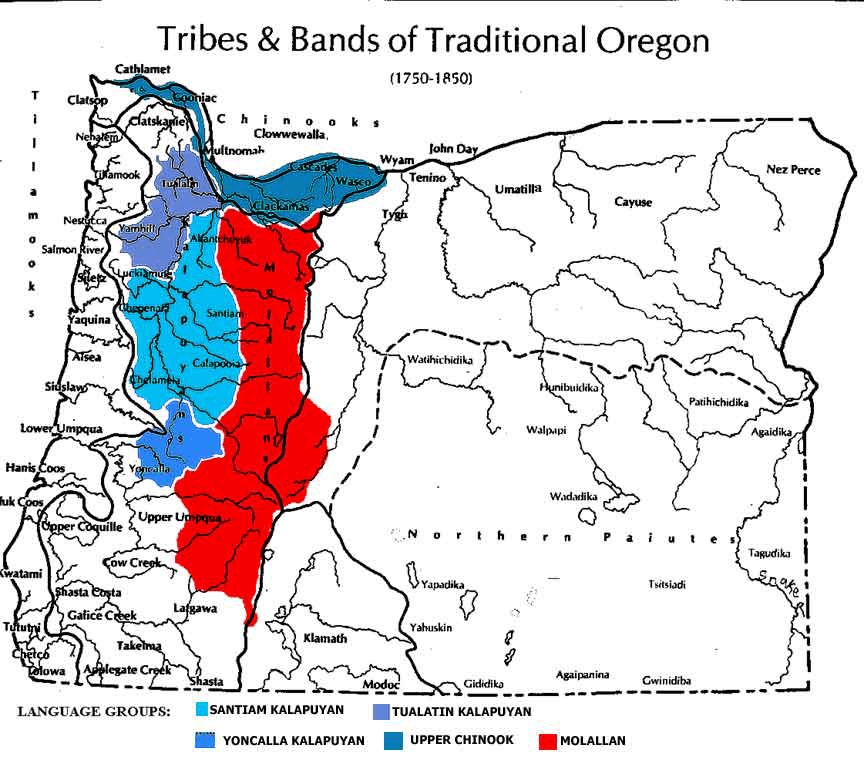 Tribes & Bands of Traditional Oregon
(1750-1850)
Tillamooks
Cathlamet
Clatsop
Cooniac
Chinooks
Clatskanie
Clowwewalla
Nehalem
Multnomah
John Day
Wyam
Cascades
Tillamook
Tualatin
Wasco
Tenino
Umatilla
Nez Perce
Cayuse
Clackamas
Tygh
Nestucca
Yamhill
Ahantchuyuk
Salmon River
Luckiamute
Siletz
Kalapuyans
Molallans
Chepenafa
Santiam
Yaquina
Alsea
Calapooia
Watihichidika
Chelamela
Siuslaw
Hunibuidika
Patihichidika
Lower Umpqua
Walpapi
Agaidika
Yoncalla
Hanis Coos
Wadadika
uk Coos
Upper Umpqua
Upper Coquille
Northern Paiutes
Tagudika
Cow Creek
Kwatami
Yapadika
Tsitsiadi
Snake
Shasta Costa
Latgawa
Galice Creek
Tututni
Yahuskin
Klamath
Takelma
Chetco
Tolowa
Applegate Creek
Shasta
Modoc
Gididika
Agaipanina
Gwinidiba
LANGUAGE GROUPS:
SANTIAM KALAPUYAN
TUALATIN KALAPUYAN
YONCALLA KALAPUYAN
UPPER CHINOOK
MOLALLAN